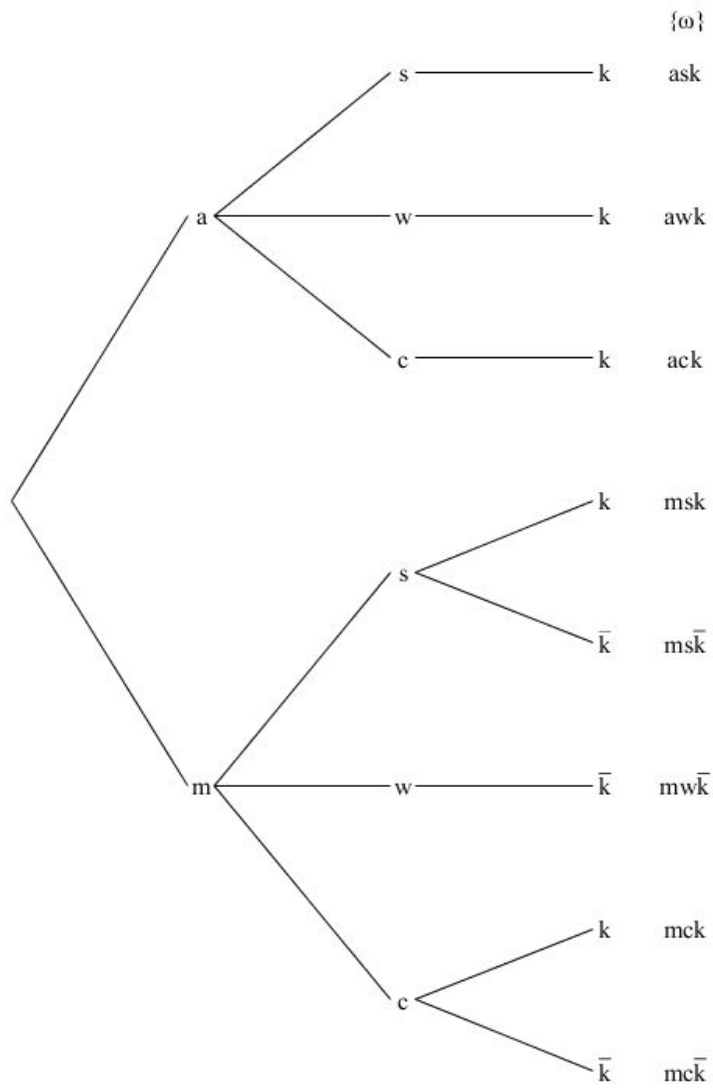 {ω}
s k ask
a w k awk
c k ack
k msk
s
k̅ msk̅
m w k̅ mwk̅
k mck
c
k̅ mck̅